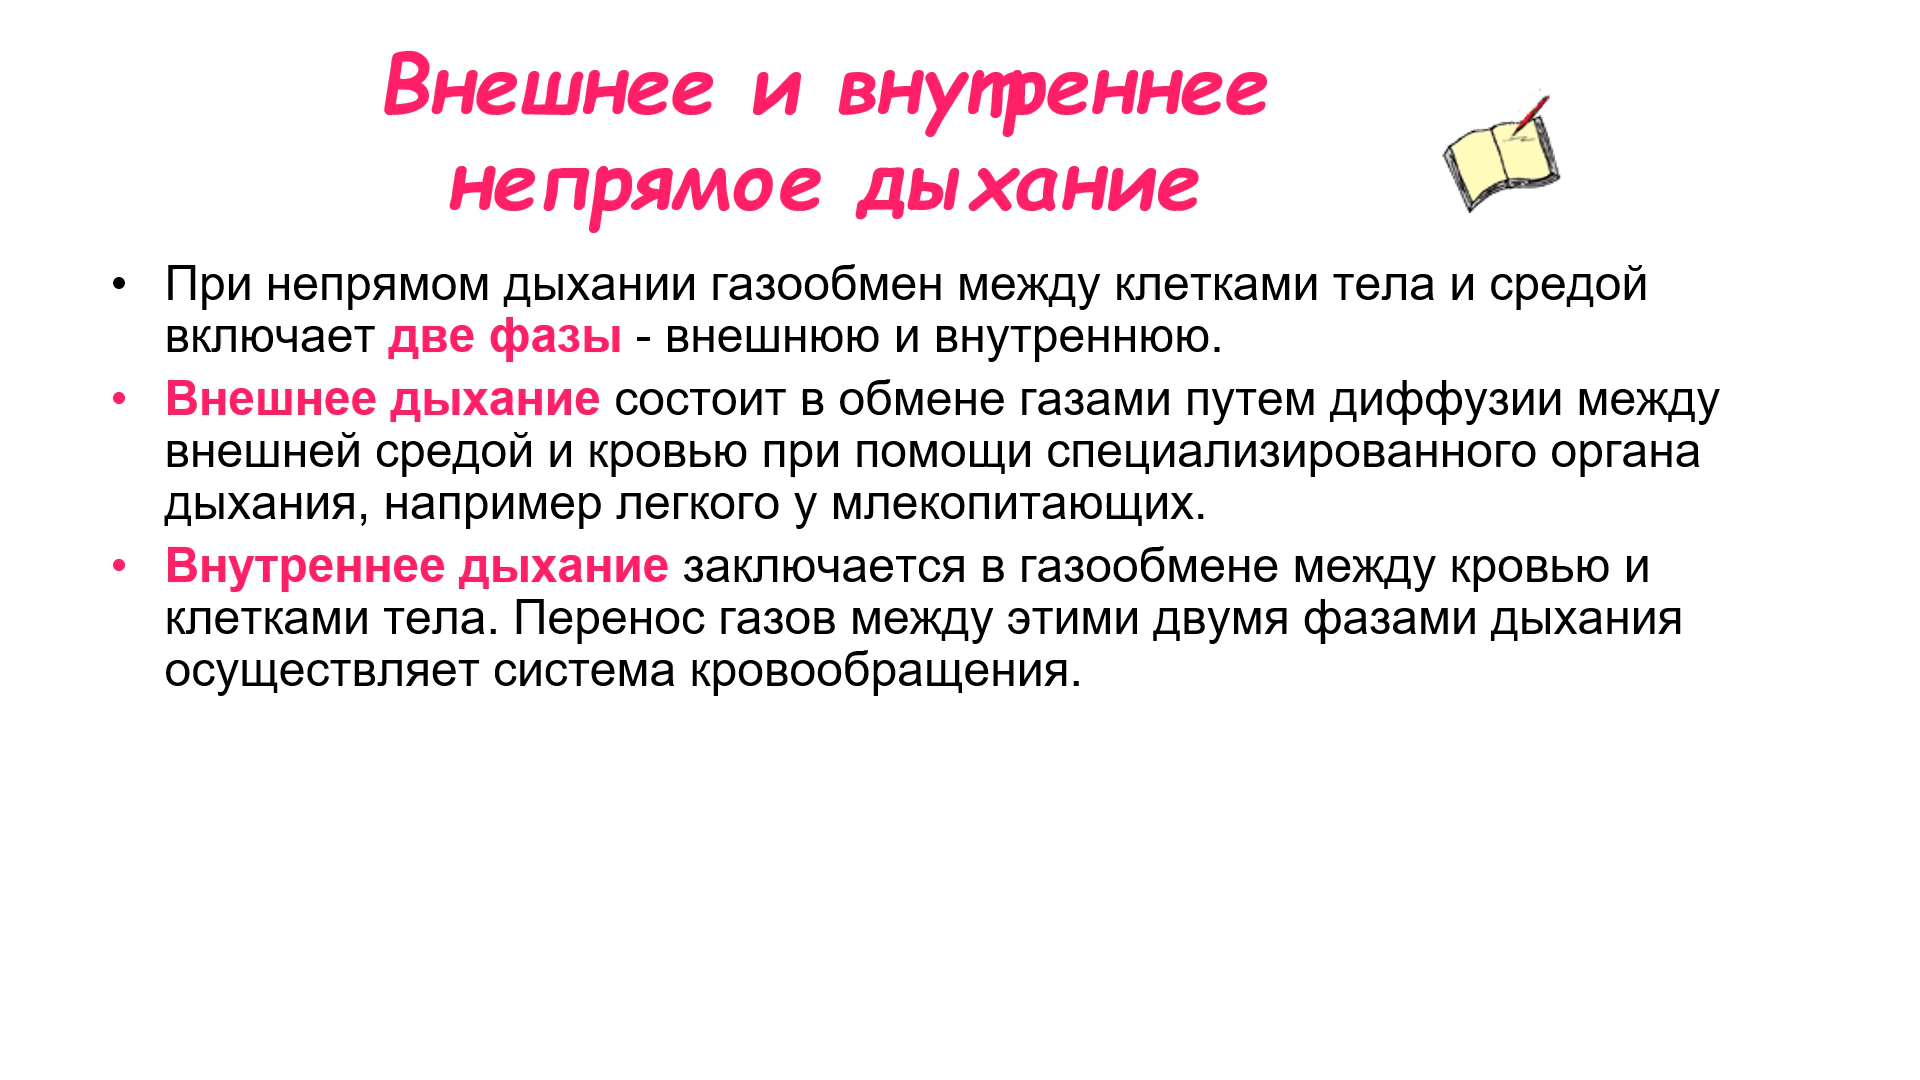 Внешнее и внутреннее
непрямое дыхание
• При непрямом дыхании газообмен между клетками тела и средой
включает две фазы - внешнюю и внутреннюю.
• Внешнее дыхание состоит в обмене газами путем диффузии между
внешней средой и кровью при помощи специализированного органа
дыхания, например легкого у млекопитающих.
• Внутреннее дыхание заключается в газообмене между кровью и
клетками тела. Перенос газов между этими двумя фазами дыхания
осуществляет система кровообращения.